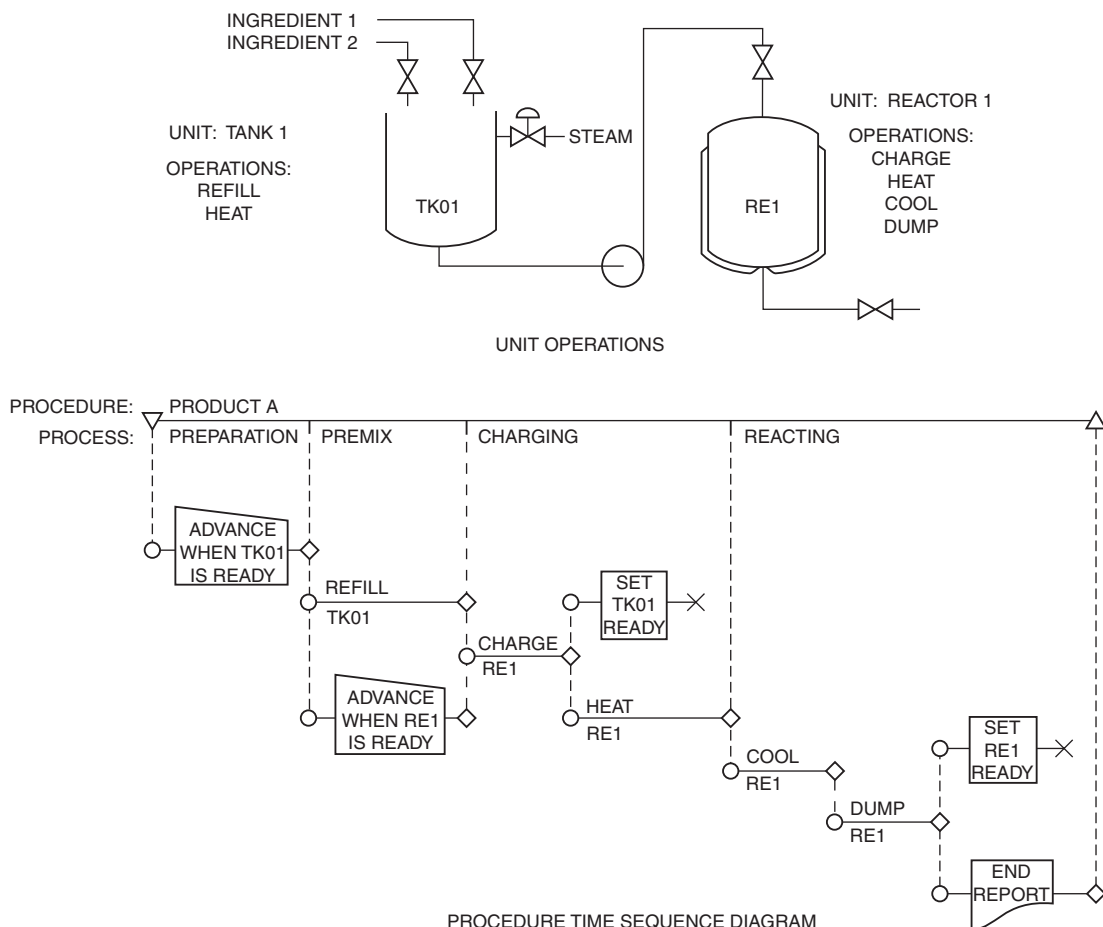 INGREDIENT 1
INGREDIENT 2
UNIT: TANK 1
OPERATIONS:
REFILL
HEAT
TK01
STEAM
RE1
UNIT: REACTOR 1
OPERATIONS:
CHARGE
HEAT
COOL
DUMP
UNIT OPERATIONS
PROCEDURE: PRODUCT A
PROCESS: PREPARATION PREMIX CHARGING REACTING
ADVANCE
WHEN TK01
IS READY
REFILL
TK01
ADVANCE
WHEN RE1
IS READY
CHARGE
RE1
SET
TK01
READY
HEAT
RE1
COOL
RE1
DUMP
RE1
SET
RE1
READY
END
REPORT
PROCEDURE TIME SEQUENCE DIAGRAM